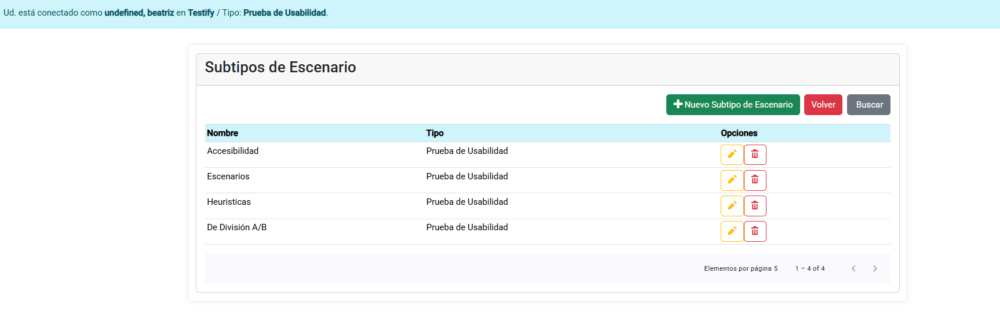 Ud. está conectado como undefined, beatriz en Testify / Tipo: Prueba de Usabilidad.
Subtipos de Escenario
Nuevo Subtipo de Escenario Volver Buscar
Nombre Tipo Opciones
Accesibilidad Prueba de Usabilidad
Escenarios Prueba de Usabilidad
Heuristicas Prueba de Usabilidad
De División A/B Prueba de Usabilidad
Elementos por página 5 1 – 4 of 4